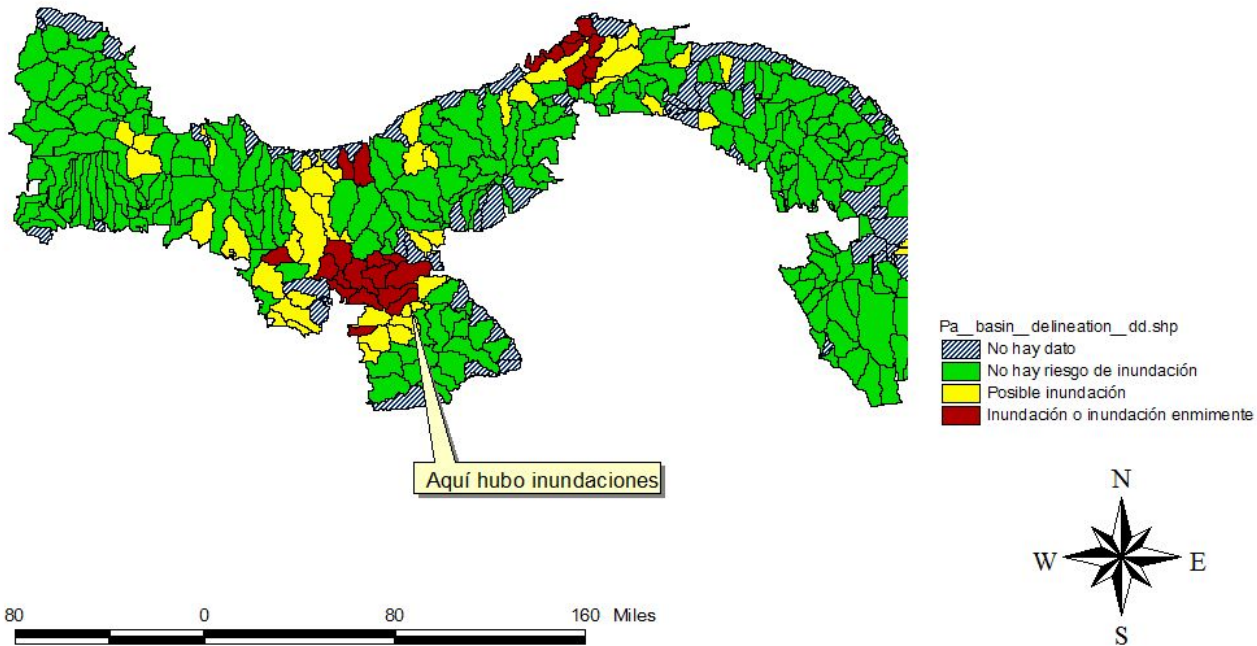 Pa__basin__delineation__dd.shp
No hay dato
No hay riesgo de inundación
Posible inundación
Inundación o inundación enmimente
Aquí hubo inundaciones
N
W E
S
80 0 80 160 Miles